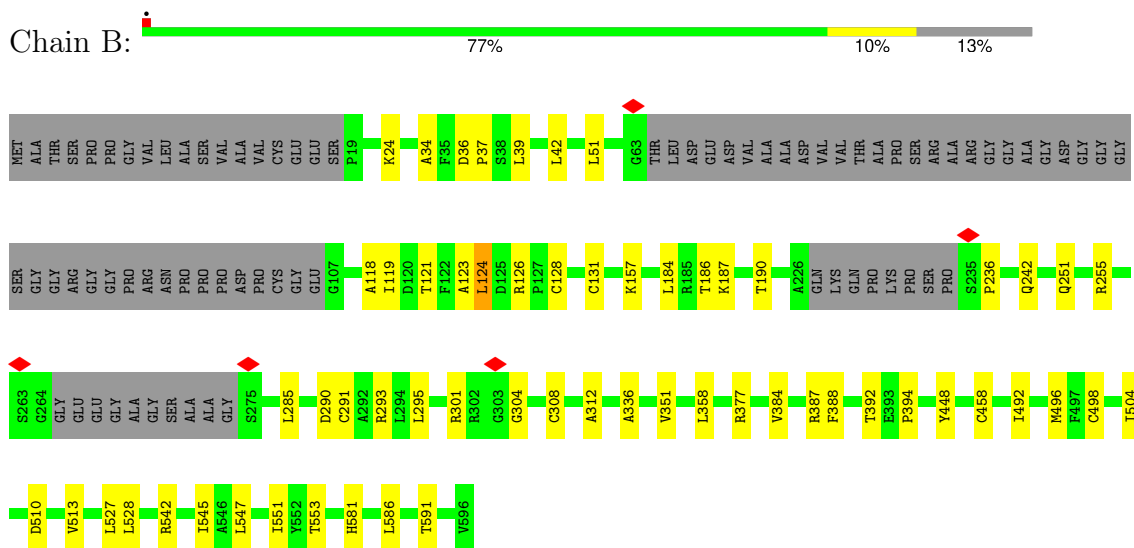 Chain B:
77% 10% 13%
MET ALA THR SER PRO PRO GLY VAL LEU ALA SER VAL ALA VAL CYS GLU GLU SER P19 K24 A34 F35 D36 P37 S38 L39 L42 L51 G63 THR LEU ASP GLU ASP VAL ALA ALA ASP VAL VAL THR ALA PRO SER ARG ALA ARG GLY GLY ALA GLY ASP GLY GLY GLY
SER GLY GLY ARG GLY GLY PRO ARG ASN PRO PRO PRO ASP PRO CYS GLY GLU G107 A118 I119 D120 T121 F122 A123 L124 D125 R126 P127 C128 C131 K157 L184 R185 T186 K187 T190 A226 GLN LYS GLN PRO LYS PRO SER PRO S235 P236 Q242 Q251 R255
S263 G264 GLY GLU GLU GLY ALA GLY SER ALA ALA GLY S275 L285 D290 C291 A292 R293 L294 L295 R301 R302 G303 G304 C308 A312 A336 V351 L358 R377 V384 R387 F388 T392 E393 P394 Y448 C458 I492 M496 F497 C498 I504
D510 V513 L527 L528 R542 I545 A546 L547 I551 Y552 T553 H581 L586 T591 V596